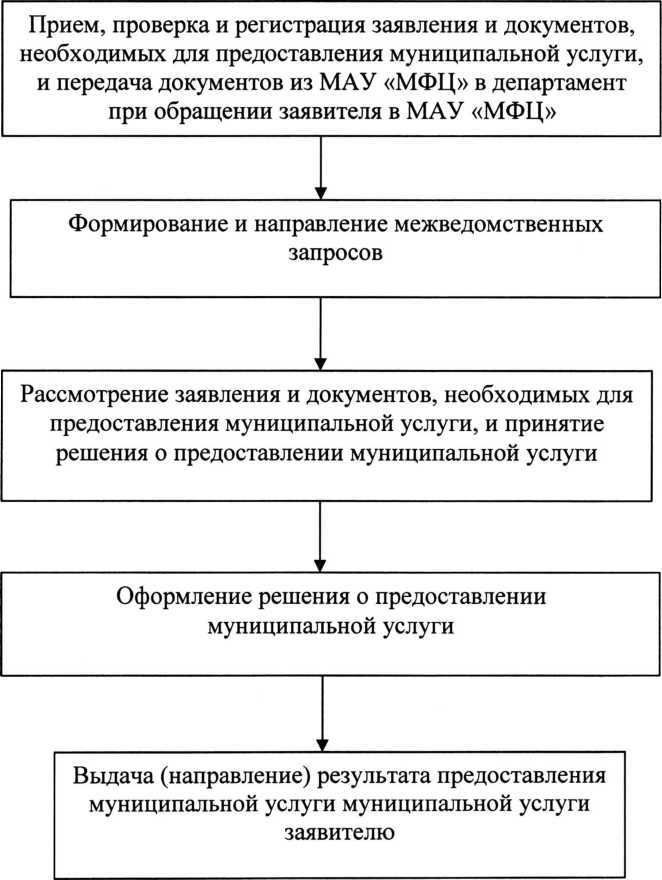 Прием, проверка и регистрация заявления и документов,
необходимых для предоставления муниципальной услуги,
и передача документов из МАУ «МФЦ» в департамент
при обращении заявителя в МАУ «МФЦ»
Формирование и направление межведомственных
запросов
Рассмотрение заявления и документов, необходимых для
предоставления муниципальной услуги, и принятие
решения о предоставлении муниципальной услуги
Оформление решения о предоставлении
муниципальной услуги
Выдача (направление) результата предоставления
муниципальной услуги муниципальной услуги
заявителю